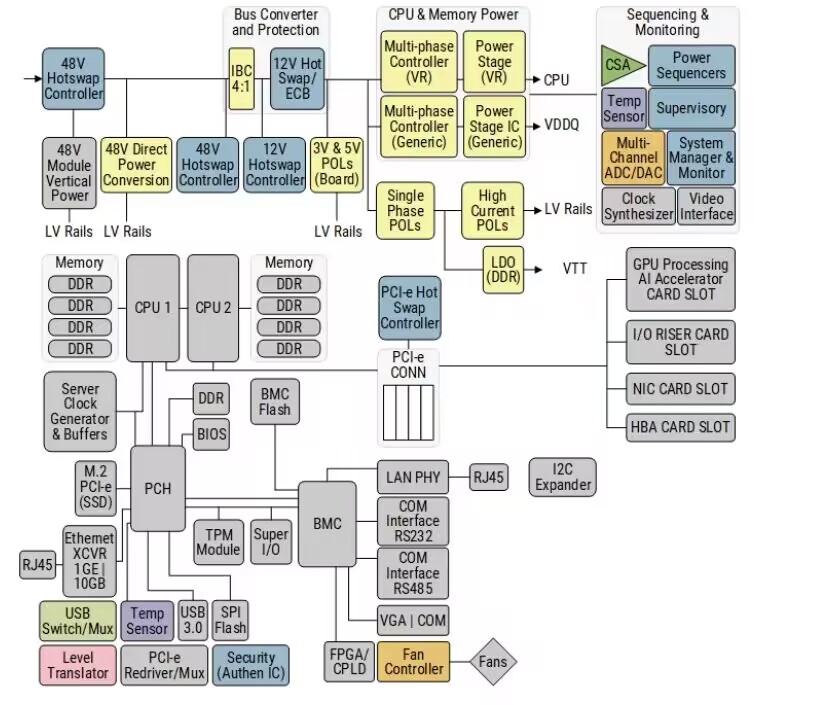 Bus Converter
and Protection
CPU & Memory Power
Sequencing &
Monitoring
48V
Hotswap
Controller
IBC
4:1
12V Hot
Swap/
ECB
Multi-phase
Controller
(VR)
Power
Stage
(VR)
CPU
Multi-phase
Controller
(Generic)
Power
Stage IC
(Generic)
VDDQ
CSA
Power
Sequencers
Temp
Sensor
Supervisory
Multi-
Channel
ADC/DAC
System
Manager &
Monitor
Clock
Synthesizer
Video
Interface
48V
Module
Vertical
Power
48V Direct
Power
Conversion
48V
Hotswap
Controller
12V
Hotswap
Controller
3V & 5V
POLs
(Board)
LV Rails
LV Rails
LV Rails
Single
Phase
POLs
High
Current
POLs
LV Rails
LDO
(DDR)
VTT
Memory
DDR
DDR
DDR
DDR
CPU 1
CPU 2
Memory
DDR
DDR
DDR
DDR
PCI-e Hot
Swap
Controller
PCI-e
CONN
GPU Processing
AI Accelerator
CARD SLOT
I/O RISER CARD
SLOT
NIC CARD SLOT
HBA CARD SLOT
Server
Clock
Generator
& Buffers
DDR
BIOS
BMC
Flash
M.2
PCI-e
(SSD)
PCH
BMC
LAN PHY
RJ45
I2C
Expander
COM
Interface
RS232
COM
Interface
RS485
VGA | COM
TPM
Module
Super
I/O
RJ45
Ethernet
XCVR
1GE|
10GB
USB
Switch/Mux
Temp
Sensor
USB
3.0
SPI
Flash
Level
Translator
PCI-e
Redriver/Mux
Security
(Authen IC)
FPGA/
CPLD
Fan
Controller
Fans